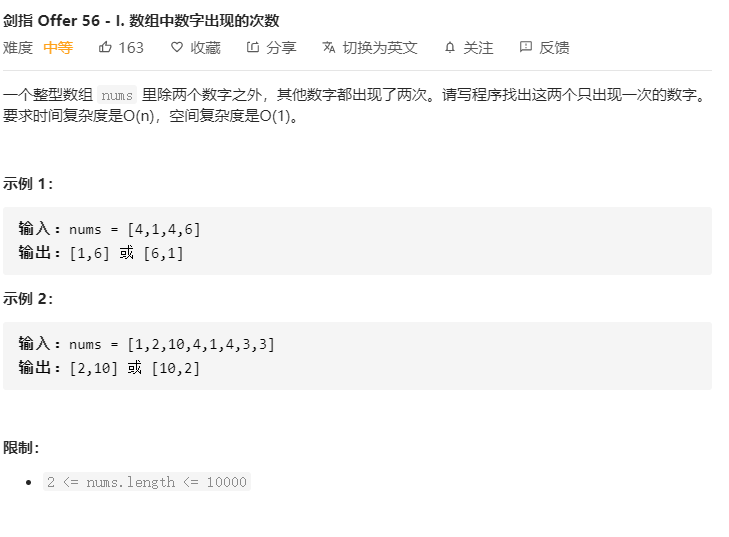 剑指 Offer 56 - I. 数组中数字出现的次数
难度 中等 163 收藏 分享 切换为英文 关注 反馈
一个整型数组 nums 里除两个数字之外，其他数字都出现了两次。请写程序找出这两个只出现一次的数字。
要求时间复杂度是O(n)，空间复杂度是O(1)。
示例 1：
输入：nums = [4,1,4,6]
输出：[1,6] 或 [6,1]
示例 2：
输入：nums = [1,2,10,4,1,4,3,3]
输出：[2,10] 或 [10,2]
限制：
2 <= nums.length <= 10000